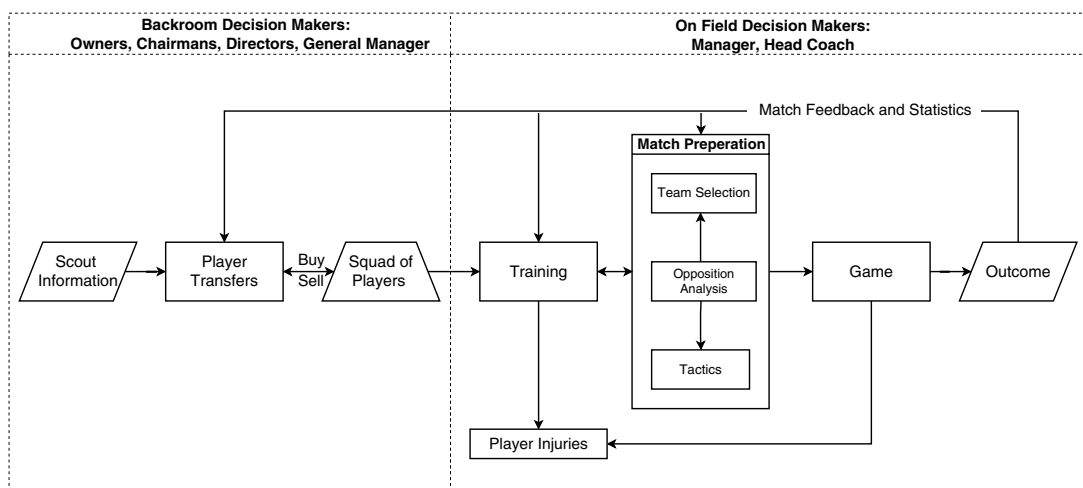 Backroom Decision Makers:
Owners, Chairmans, Directors, General Manager
On Field Decision Makers:
Manager, Head Coach
Match Feedback and Statistics
Match Preperation
Team Selection
Scout
Information
Player
Transfers
Buy
Sell
Squad of
Players
Training
Opposition
Analysis
Game
Outcome
Tactics
Player Injuries